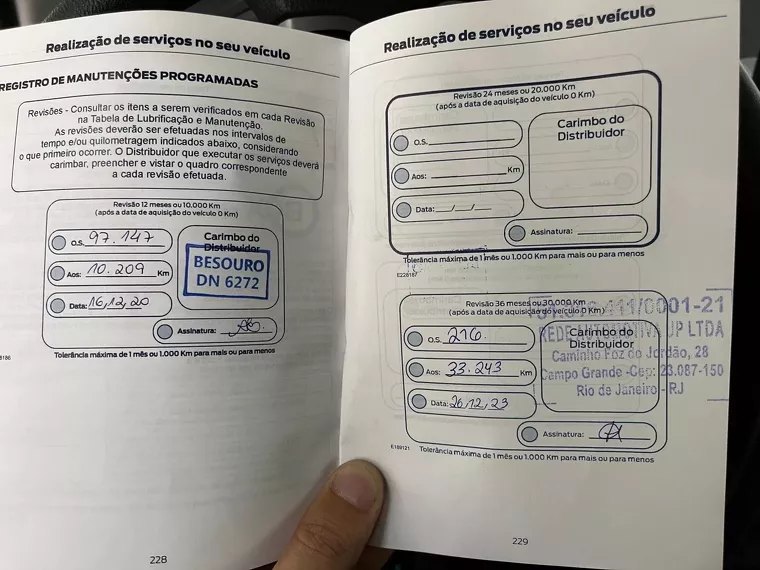 Realização de serviços no seu veículo
REGISTRO DE MANUTENÇÕES PROGRAMADAS
Revisões - Consultar os itens a serem verificados em cada Revisão
na Tabela de Lubrificação e Manutenção.
As revisões deverão ser efetuadas nos intervalos de
tempo e/ou quilometragem indicados abaixo, considerando
o que primeiro ocorrer. O Distribuidor que executar os serviços deverá
carimbar, preencher e vistar o quadro correspondente
a cada revisão efetuada.
Revisão 12 meses ou 10.000 Km
(após a data de aquisição do veículo 0 Km)
O.S. 97.147
Aos: 10.209 Km
Data: 16,12,20
Carimbo do
Distribuidor
BESOURO
DN 6272
Assinatura:
Tolerância máxima de 1 mês ou 1.000 Km para mais ou para menos
228
Realização de serviços no seu veículo
Revisão 24 meses ou 20.000 Km
(após a data de aquisição do veículo 0 Km)
O.S.
Aos: Km
Data: / /
Carimbo do
Distribuidor
Assinatura:
Tolerância máxima de 1 mês ou 1.000 Km para mais ou para menos
E228187
Revisão 36 meses ou 30.000 Km
(após a data de aquisição do veículo 0 Km)
O.S. 216.
Aos: 33.243 Km
Data: 26,12,23
Carimbo do
Distribuidor
111/0001-21
REDE AUTOMOTIVA UP LTDA
Caminho Foz do Jordão, 28
Campo Grande -Cep: 23.087-150
Rio de Janeiro - RJ
Assinatura:
E189121
Tolerância máxima de 1 mês ou 1.000 Km para mais ou para menos
229